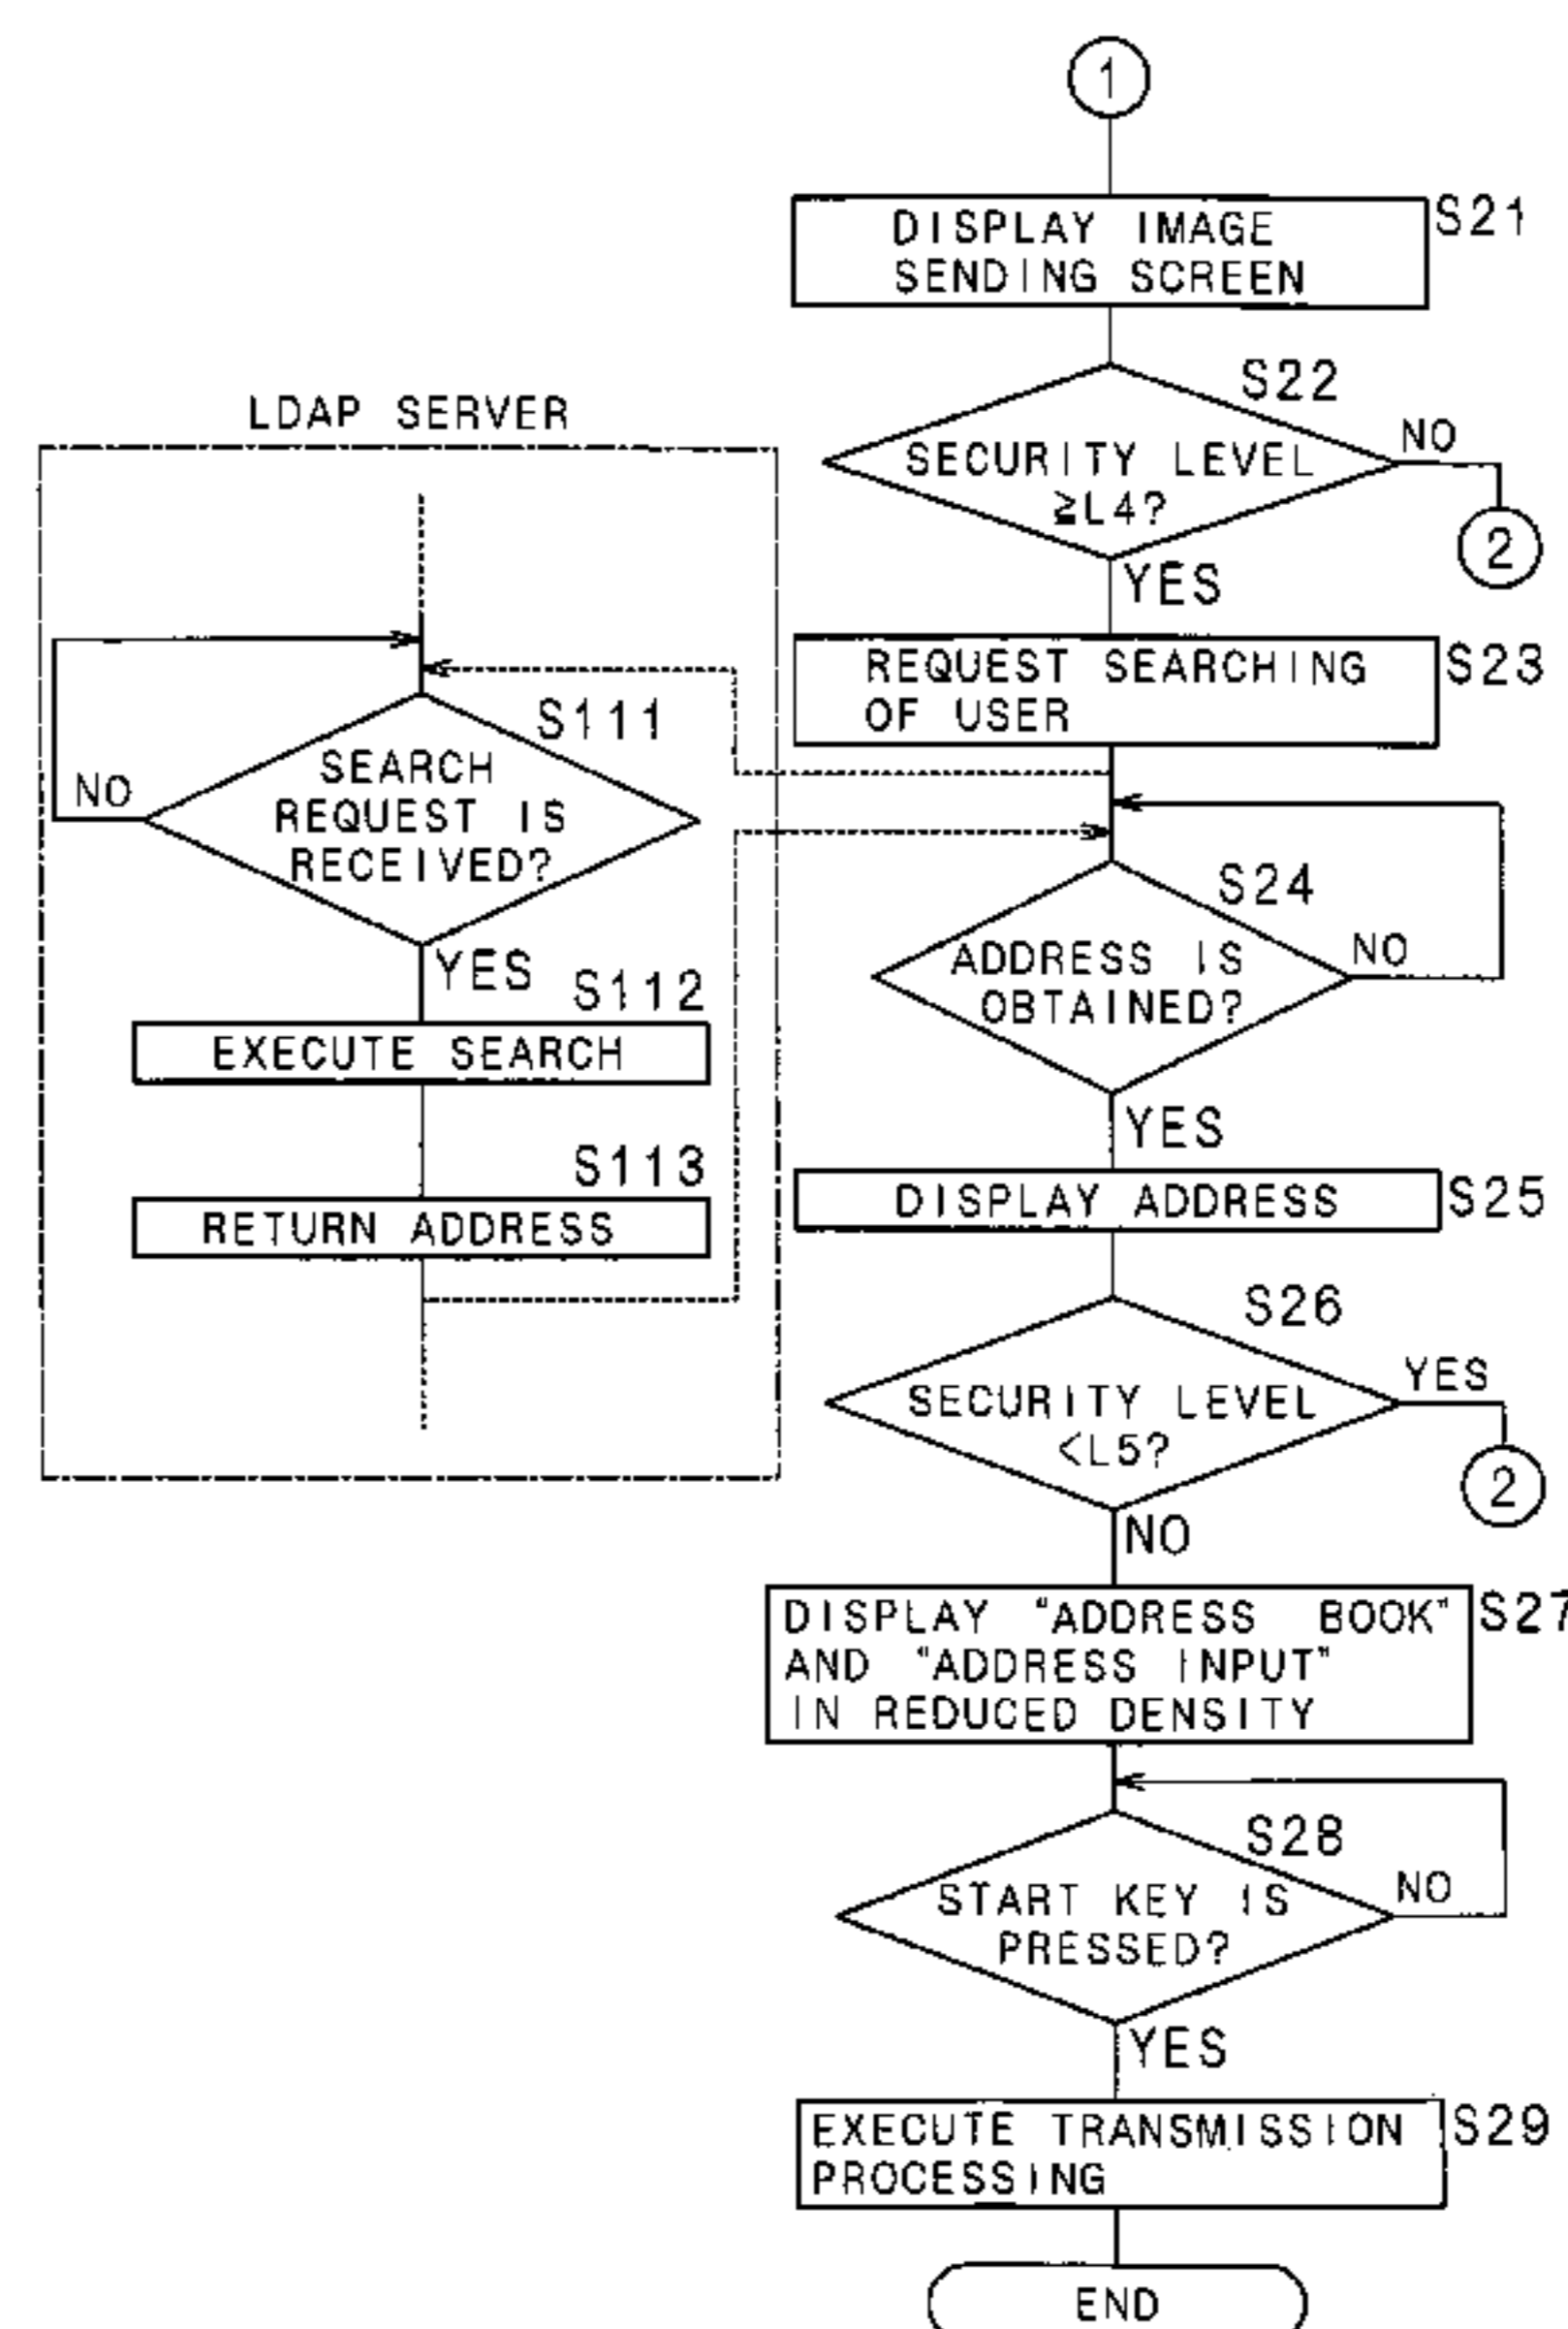 1
DISPLAY IMAGE
SENDING SCREEN
S21
S22
SECURITY LEVEL
≧L4?
NO
2
YES
REQUEST SEARCHING
OF USER
S23
S24
ADDRESS IS
OBTAINED?
NO
YES
DISPLAY ADDRESS
S25
S26
SECURITY LEVEL
<L5?
YES
2
NO
DISPLAY "ADDRESS BOOK"
AND "ADDRESS INPUT"
IN REDUCED DENSITY
S27
S28
START KEY IS
PRESSED?
NO
YES
EXECUTE TRANSMISSION
PROCESSING
S29
END
LDAP SERVER
S111
SEARCH
REQUEST IS
RECEIVED?
NO
YES
S112
EXECUTE SEARCH
S113
RETURN ADDRESS